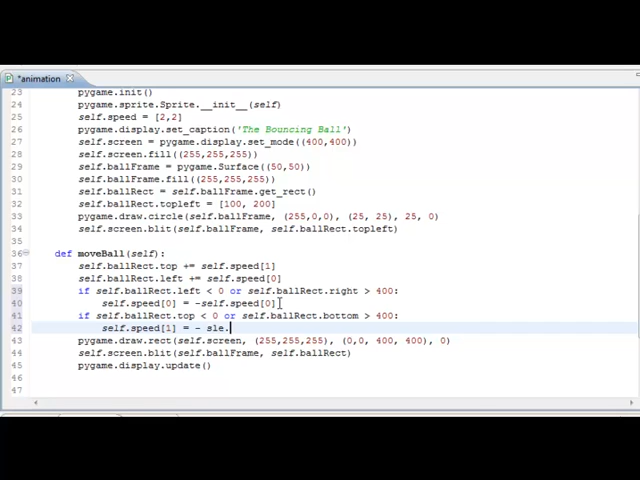 *animation
23 pygame.init()
24 pygame.sprite.Sprite.__init__(self)
25 self.speed = [2,2]
26 pygame.display.set_caption('The Bouncing Ball')
27 self.screen = pygame.display.set_mode((400,400))
28 self.screen.fill((255,255,255))
29 self.ballFrame = pygame.Surface((50,50))
30 self.ballFrame.fill((255,255,255))
31 self.ballRect = self.ballFrame.get_rect()
32 self.ballRect.topleft = [100, 200]
33 pygame.draw.circle(self.ballFrame, (255,0,0), (25, 25), 25, 0)
34 self.screen.blit(self.ballFrame, self.ballRect.topleft)
35
36 def moveBall(self):
37 self.ballRect.top += self.speed[1]
38 self.ballRect.left += self.speed[0]
39 if self.ballRect.left < 0 or self.ballRect.right > 400:
40 self.speed[0] = -self.speed[0]
41 if self.ballRect.top < 0 or self.ballRect.bottom > 400:
42 self.speed[1] = - sle.
43 pygame.draw.rect(self.screen, (255,255,255), (0,0, 400, 400), 0)
44 self.screen.blit(self.ballFrame, self.ballRect)
45 pygame.display.update()
46
47